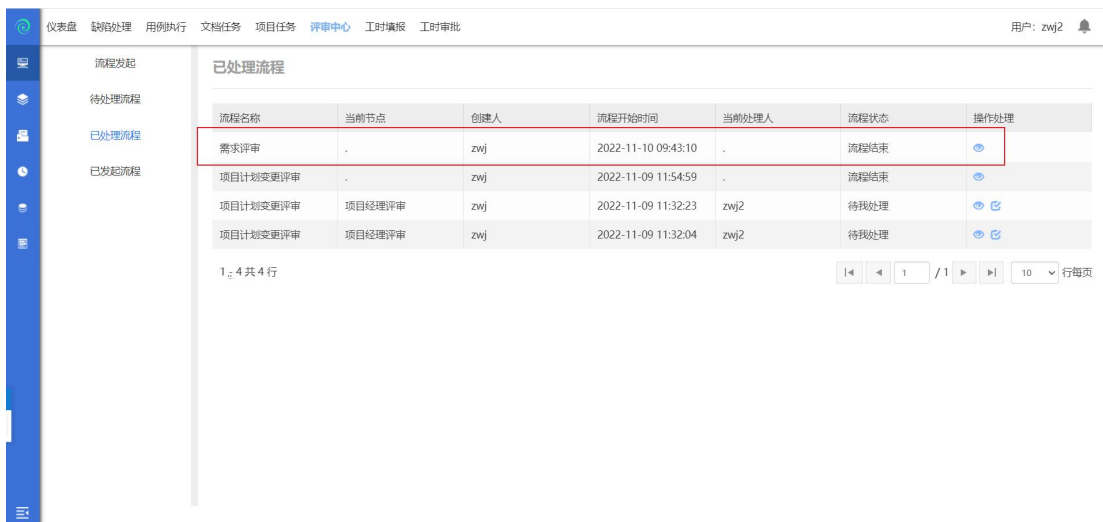 仪表盘 缺陷处理 用例执行 文档任务 项目任务 评审中心 工时填报 工时审批 用户: zwj2
流程发起
待处理流程
已处理流程
已发起流程
已处理流程
流程名称 当前节点 创建人 流程开始时间 当前处理人 流程状态 操作处理
需求评审 . zwj 2022-11-10 09:43:10 . 流程结束
项目计划变更评审 . zwj 2022-11-09 11:54:59 . 流程结束
项目计划变更评审 项目经理评审 zwj 2022-11-09 11:32:23 zwj2 待我处理
项目计划变更评审 项目经理评审 zwj 2022-11-09 11:32:04 zwj2 待我处理
1 - 4 共 4 行 1 / 1 10 行每页